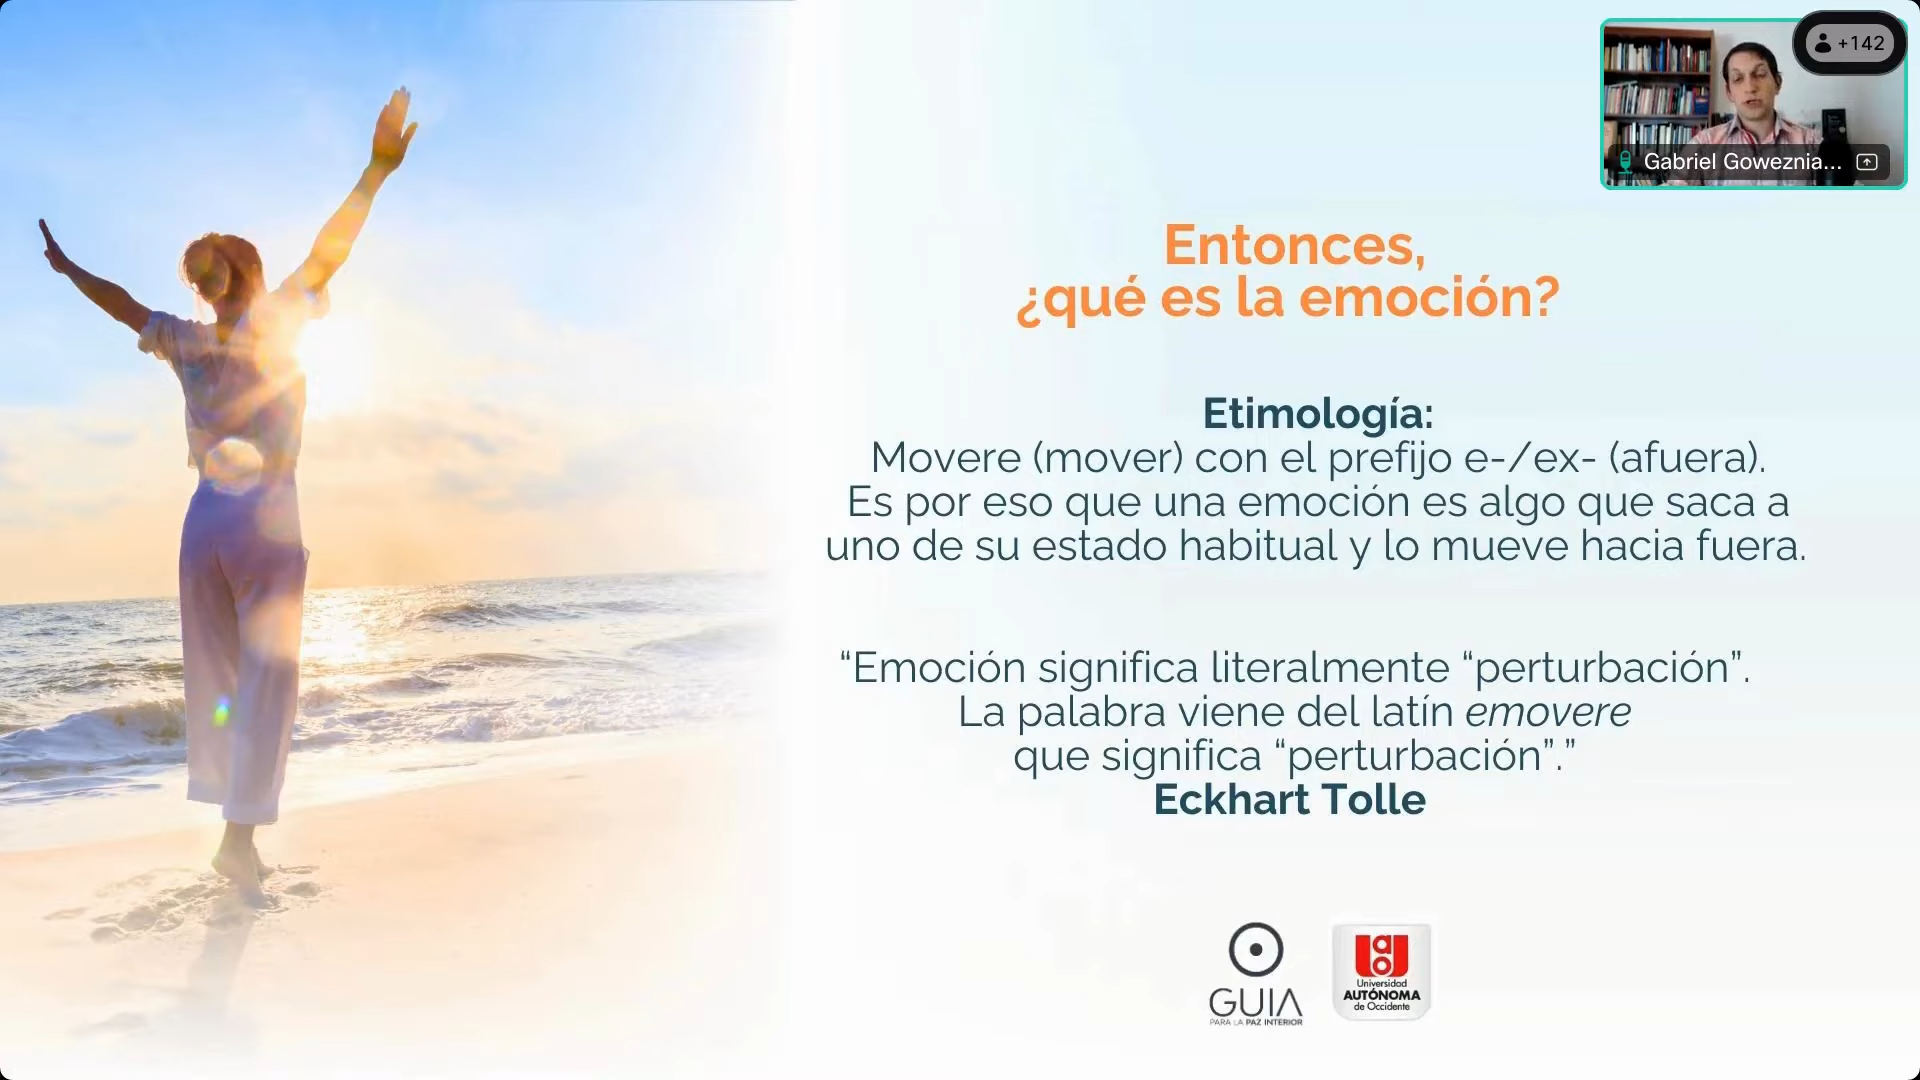 +142
Gabriel Goweznia...
Entonces,
¿qué es la emoción?
Etimología:
Movere (mover) con el prefijo e-/ex- (afuera).
Es por eso que una emoción es algo que saca a
uno de su estado habitual y lo mueve hacia fuera.
“Emoción significa literalmente “perturbación”.
La palabra viene del latín emovere
que significa “perturbación”.”
Eckhart Tolle
GUIA
PARA LA PAZ INTERIOR
Universidad
AUTÓNOMA
de Occidente